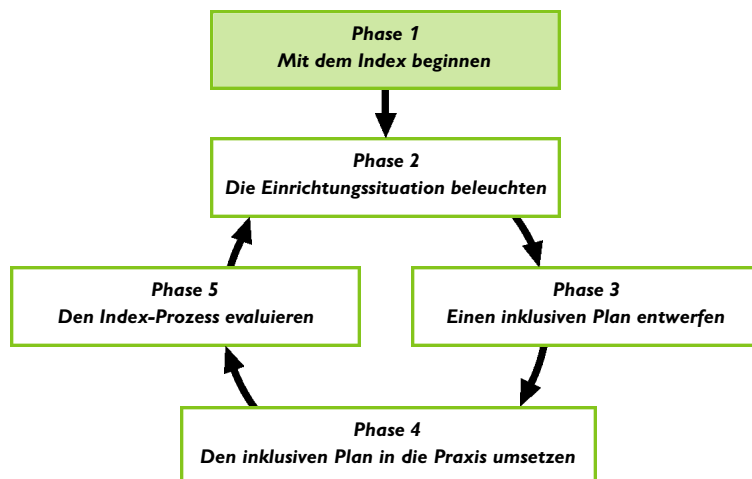 Phase 1
Mit dem Index beginnen
Phase 2
Die Einrichtungssituation beleuchten
Phase 5
Den Index-Prozess evaluieren
Phase 3
Einen inklusiven Plan entwerfen
Phase 4
Den inklusiven Plan in die Praxis umsetzen